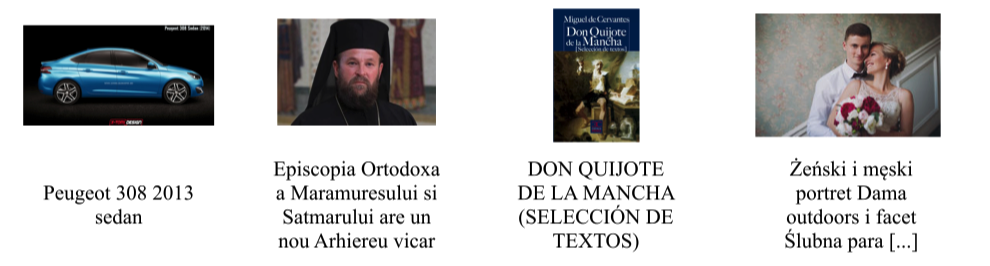 Peugeot 308 Sedan 2014
Miguel de Cervantes
Don Quijote
de la Mancha
[Selección de textos]
Peugeot 308 2013
sedan
Episcopia Ortodoxa
a Maramuresului si
Satmarului are un
nou Arhiereu vicar
DON QUIJOTE
DE LA MANCHA
(SELECCIÓN DE
TEXTOS)
Żeński i męski
portret Dama
outdoors i facet
Ślubna para [...]